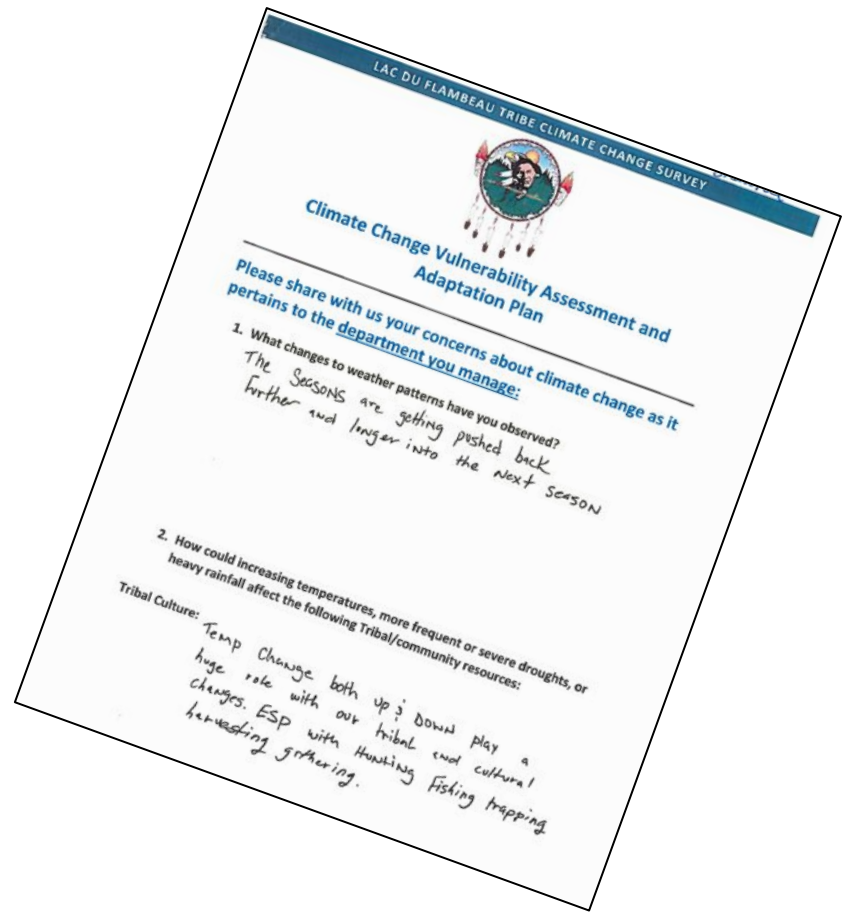 LAC DU FLAMBEAU TRIBE CLIMATE CHANGE SURVEY
Climate Change Vulnerability Assessment and
Adaptation Plan
Please share with us your concerns about climate change as it
pertains to the department you manage:
1. What changes to weather patterns have you observed?
The Seasons are getting pushed back
further and longer into the next season
2. How could increasing temperatures, more frequent or severe droughts, or
heavy rainfall affect the following Tribal/community resources:
Tribal Culture:
Temp Change both up & Down play a
huge role with our tribal and cultural
changes. ESP with Hunting Fishing trapping
harvesting gathering.